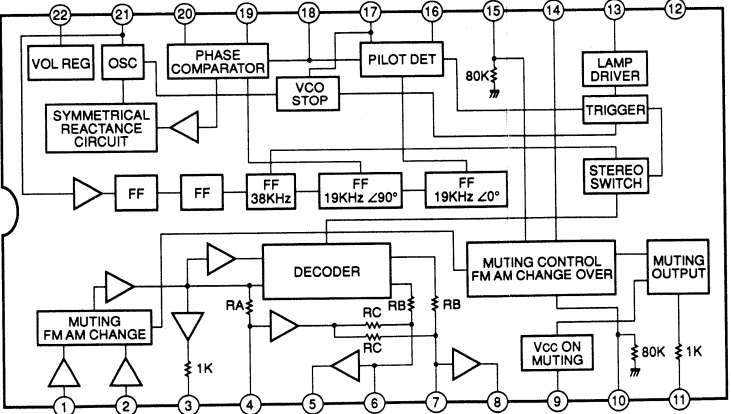 22 21 20 19 18 17 16 15 14 13 12
VOL REG
OSC
PHASE
COMPARATOR
PILOT DET
80K
LAMP
DRIVER
VCO
STOP
TRIGGER
SYMMETRICAL
REACTANCE
CIRCUIT
STEREO
SWITCH
FF
FF
FF
38KHz
FF
19KHz ∠90°
FF
19KHz ∠0°
DECODER
MUTING CONTROL
FM AM CHANGE OVER
MUTING
OUTPUT
RA
RB
RB
RC
RC
MUTING
FM AM CHANGE
1K
VCC ON
MUTING
80K
1K
1 2 3 4 5 6 7 8 9 10 11